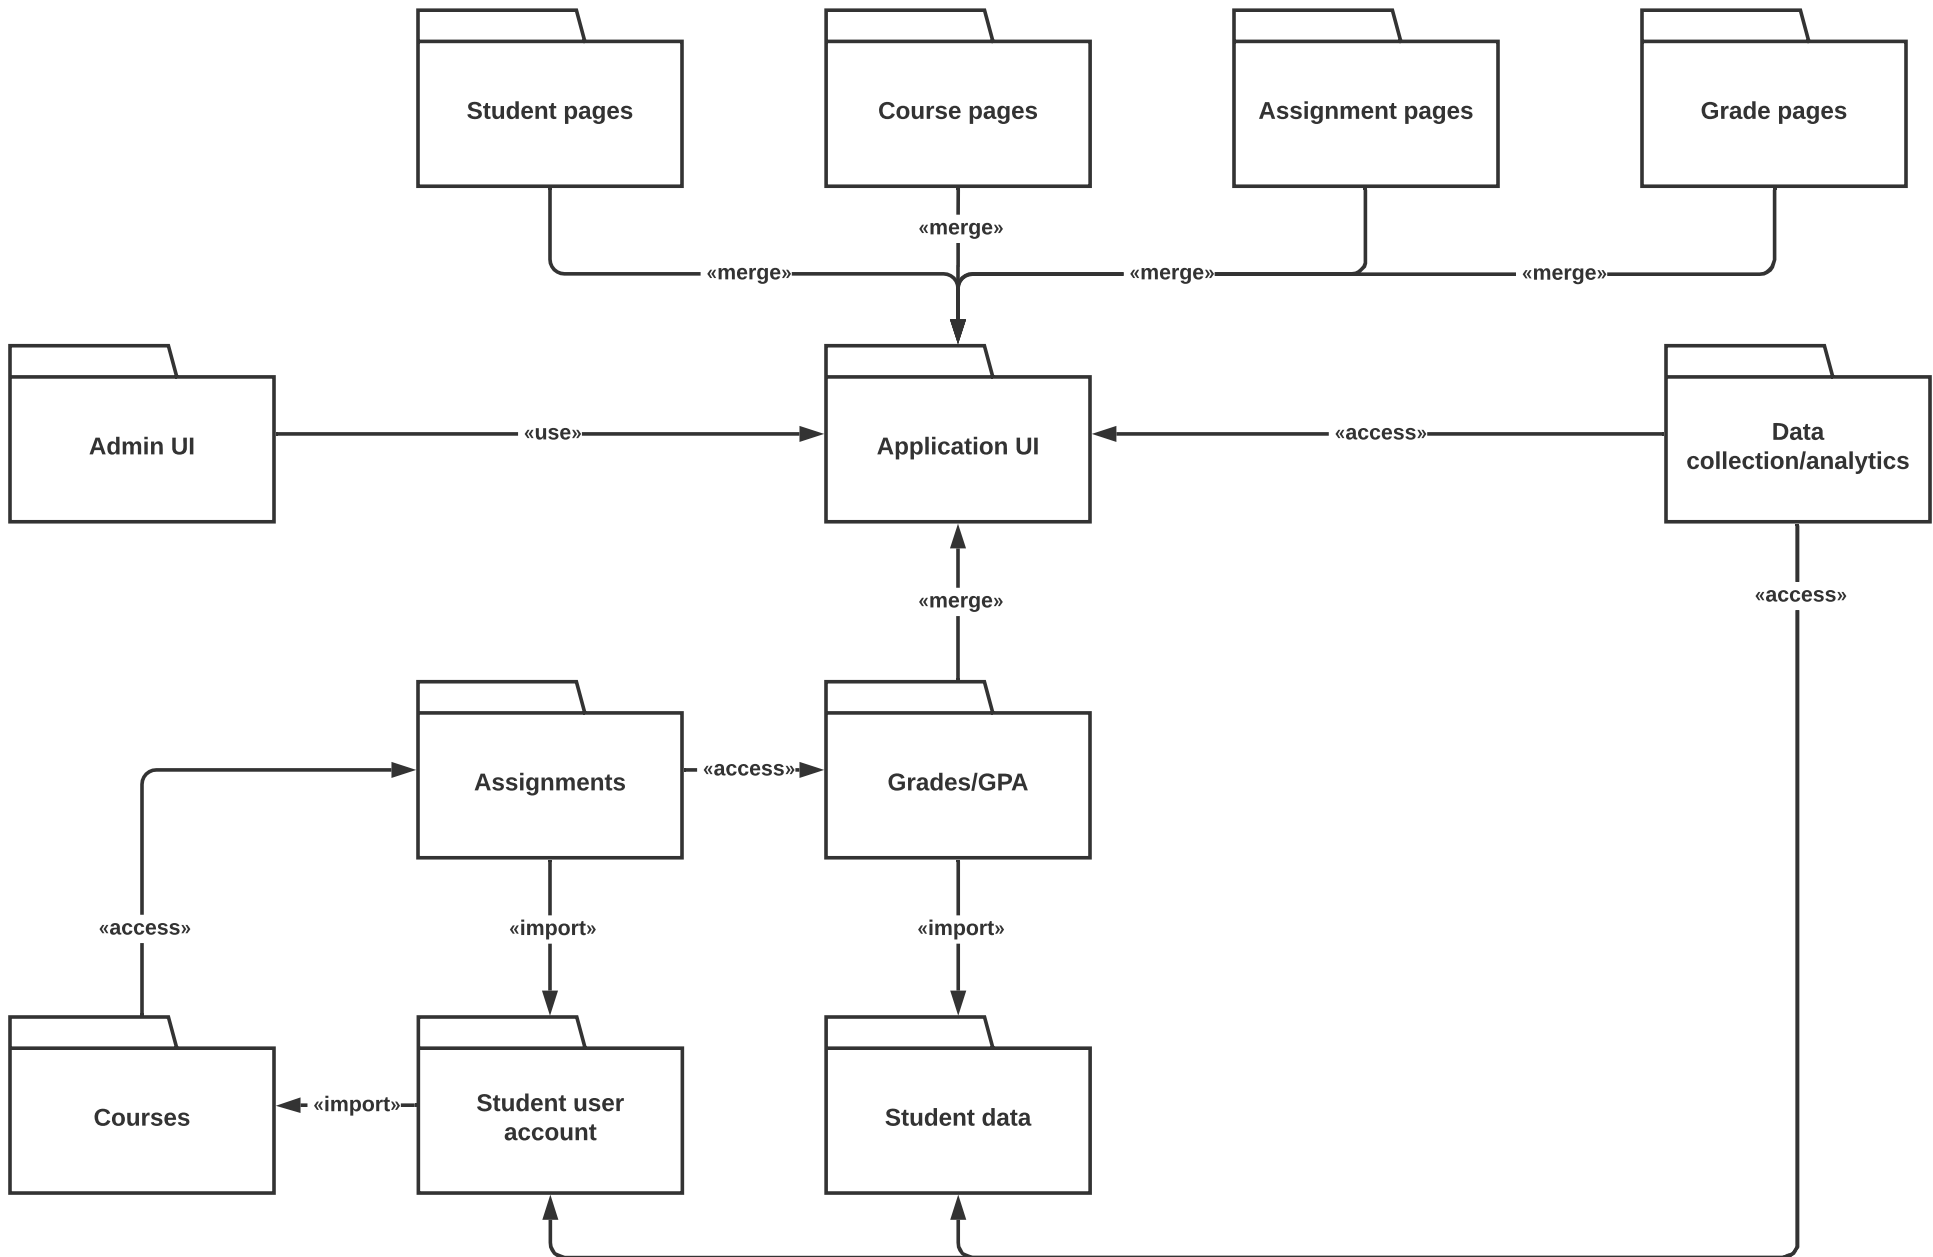 Student pages
Course pages
Assignment pages
Grade pages
«merge»
«merge»
«merge»
«merge»
Admin UI
«use»
Application UI
«access»
Data
collection/analytics
«merge»
«access»
Assignments
«access»
Grades/GPA
«access»
«import»
«import»
Courses
«import»
Student user
account
Student data